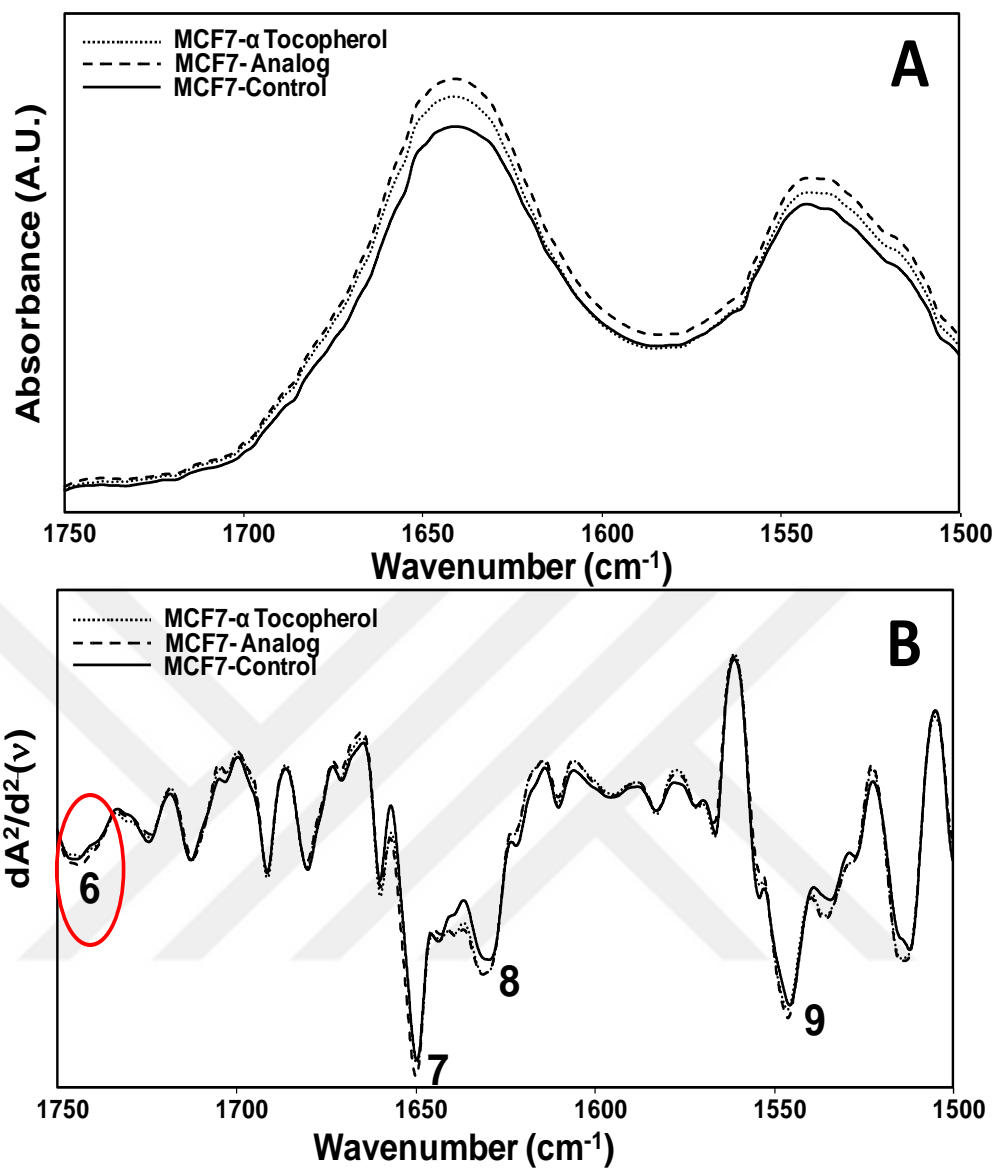 MCF7-α Tocopherol
MCF7- Analog
MCF7-Control
A
Absorbance (A.U.)
1750 1700 1650 1600 1550 1500
Wavenumber (cm-1)
MCF7-α Tocopherol
MCF7- Analog
MCF7-Control
B
dA2/d2 (ν)
6
7
8
9
1750 1700 1650 1600 1550 1500
Wavenumber (cm-1)